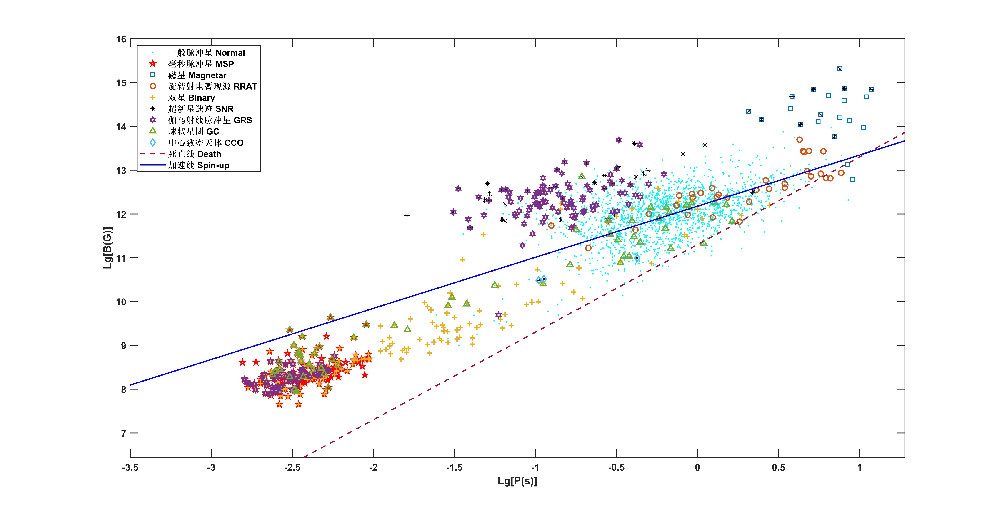 16
15
14
13
12
11
10
9
8
7
Lg[B(G)]
一般脉冲星 Normal
毫秒脉冲星 MSP
磁星 Magnetar
旋转射电暂现源 RRAT
双星 Binary
超新星遗迹 SNR
伽马射线脉冲星 GRS
球状星团 GC
中心致密天体 CCO
死亡线 Death
加速线 Spin-up
-3.5 -3 -2.5 -2 -1.5 -1 -0.5 0 0.5 1
Lg[P(s)]